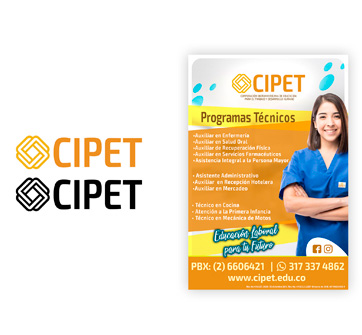 CIPET
CIPET
CIPET
Programas Técnicos
•Auxiliar en Enfermería
•Auxiliar en Salud Oral
•Auxiliar de Recuperación Física
•Auxiliar en Servicios Farmacéuticos
•Asistencia Integral a la Persona Mayor
• Asistente Administrativo
•Auxiliar en Recepción Hotelera
•Auxiliar en Mercadeo
• Técnico en Cocina
• Atención a la Primera Infancia
• Técnico en Mecánica de Motos
Educación Laboral
para tu Futuro
PBX: (2) 6606421 | 317 337 4862
www.cipet.edu.co